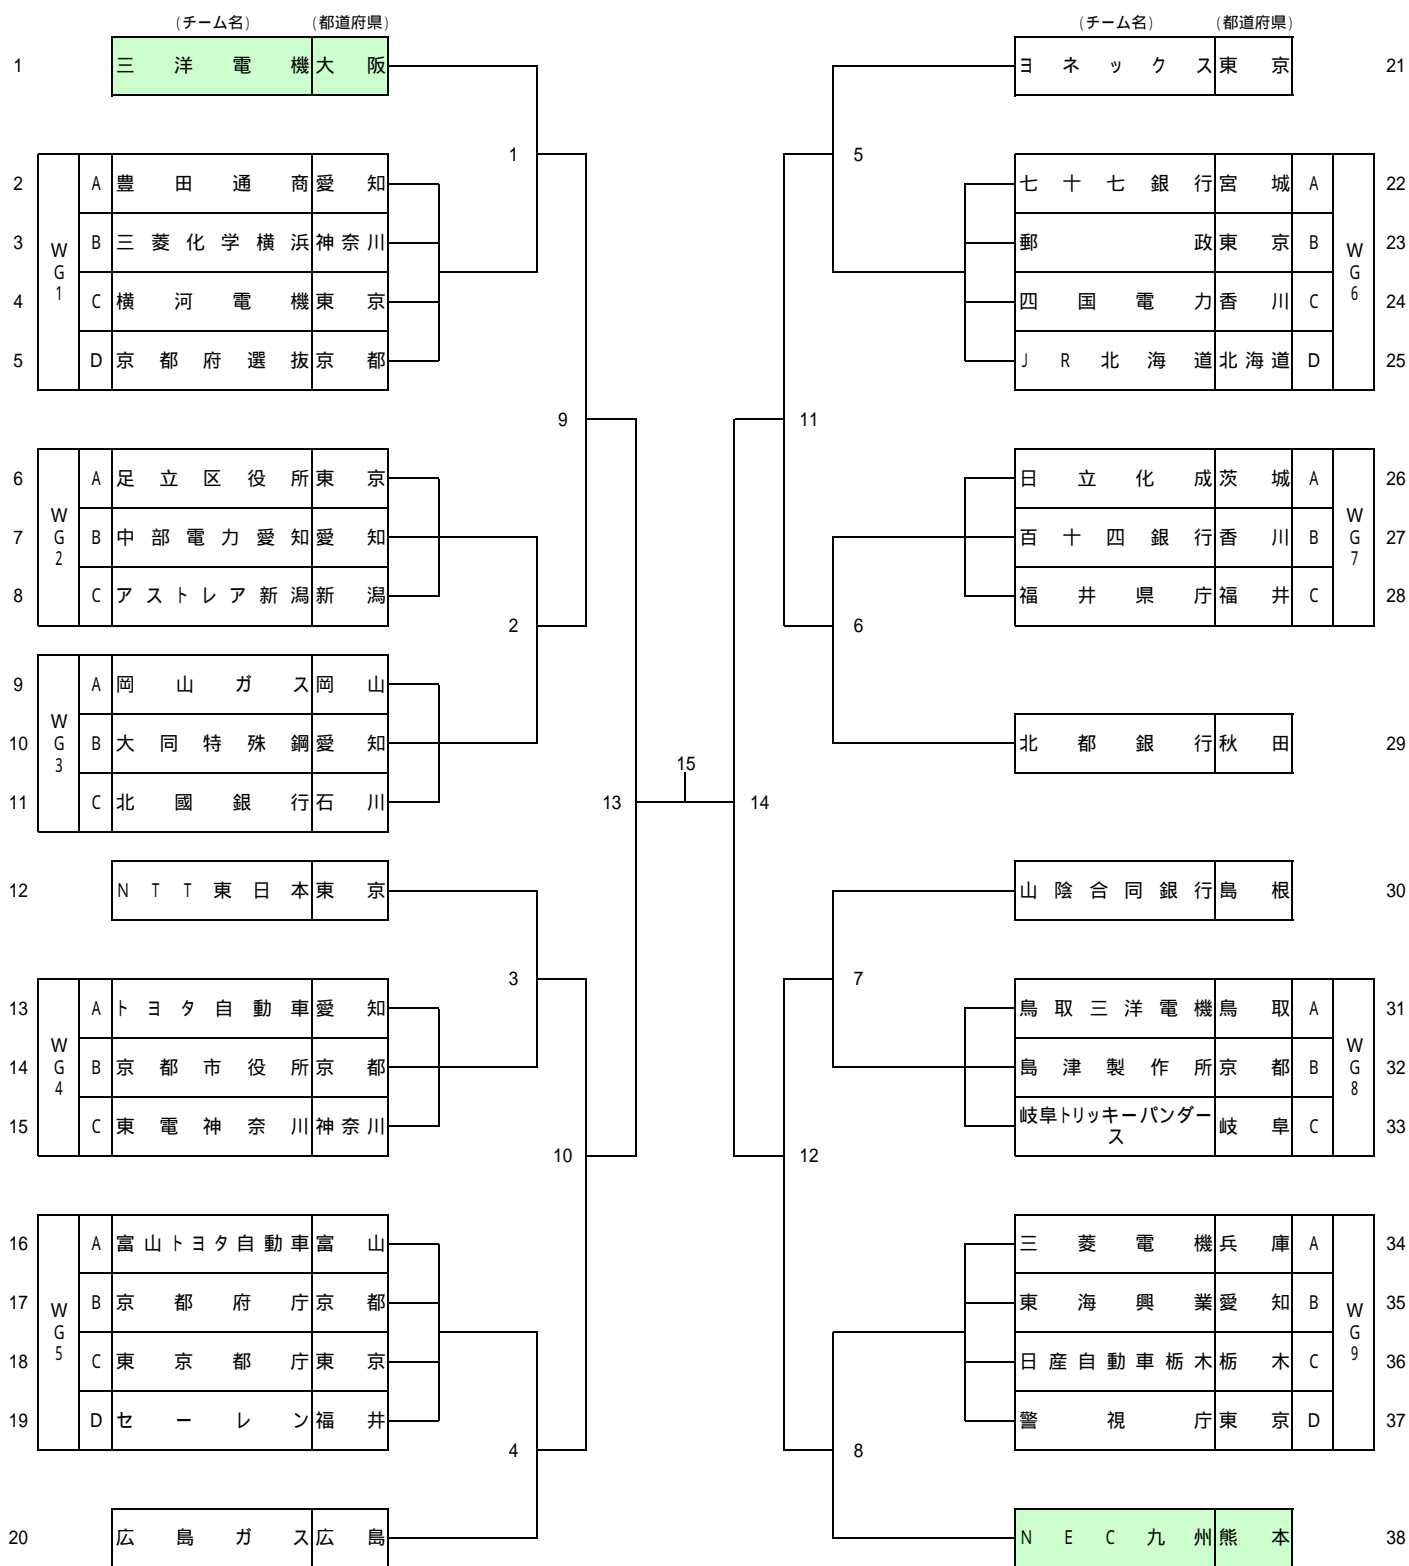 (チーム名) (都道府県)
1 三洋電機 大阪
1
2 A 豊田通商 愛知
3 B 三菱化学横浜 神奈川
WG1
4 C 横河電機 東京
5 D 京都府選抜 京都
9
6 A 足立区役所 東京
7 WG2 B 中部電力愛知 愛知
8 C アストレア新潟 新潟
2
9 A 岡山ガス 岡山
10 WG3 B 大同特殊鋼 愛知
11 C 北國銀行 石川
13
12 NTT東日本 東京
3
13 A トヨタ自動車 愛知
14 WG4 B 京都市役所 京都
15 C 東電神奈川 神奈川
10
16 A 富山トヨタ自動車 富山
17 B 京都府庁 京都
WG5
18 C 東京都庁 東京
19 D セーレン 福井
4
20 広島ガス 広島
15
(チーム名) (都道府県)
ヨネックス 東京 21
5
七十七銀行 宮城 A 22
郵政 東京 B 23
WG6
四国電力 香川 C 24
JR北海道 北海道 D 25
11
日立化成 茨城 A 26
百十四銀行 香川 B WG7 27
福井県庁 福井 C 28
6
北都銀行 秋田 29
14
山陰合同銀行 島根 30
7
鳥取三洋電機 鳥取 A 31
島津製作所 京都 B WG8 32
岐阜トリッキーパンダー
ス 岐阜 C 33
12
三菱電機 兵庫 A 34
東海興業 愛知 B 35
WG9
日産自動車栃木 栃木 C 36
警視庁 東京 D 37
8
NEC九州 熊本 38